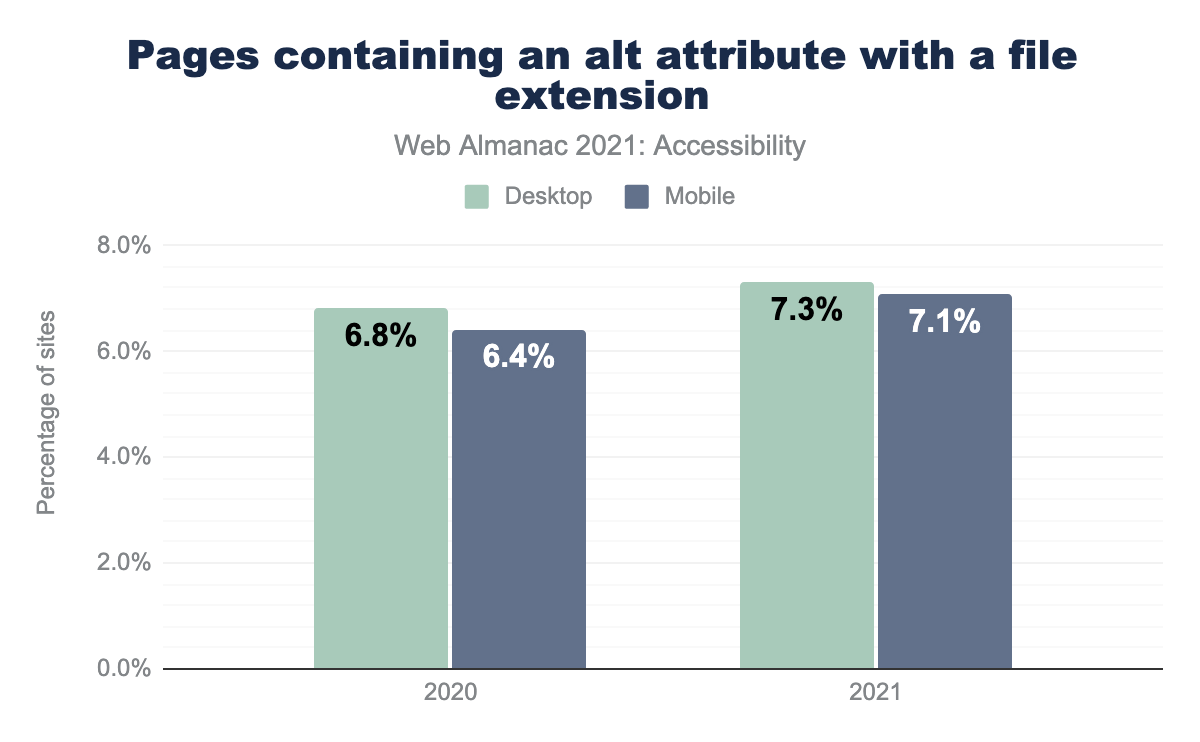 Pages containing an alt attribute with a file
extension
Web Almanac 2021: Accessibility
Desktop
Mobile
Percentage of sites
8.0%
6.0%
4.0%
2.0%
0.0%
6.8%
6.4%
7.3%
7.1%
2020
2021